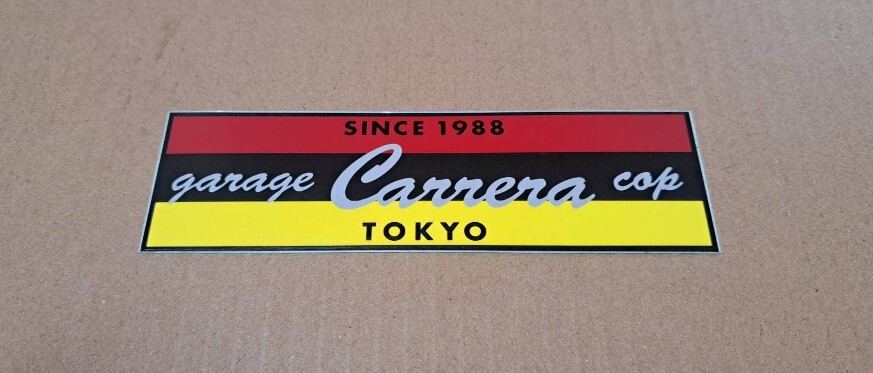 SINCE 1988
garage Carrera cop
TOKYO